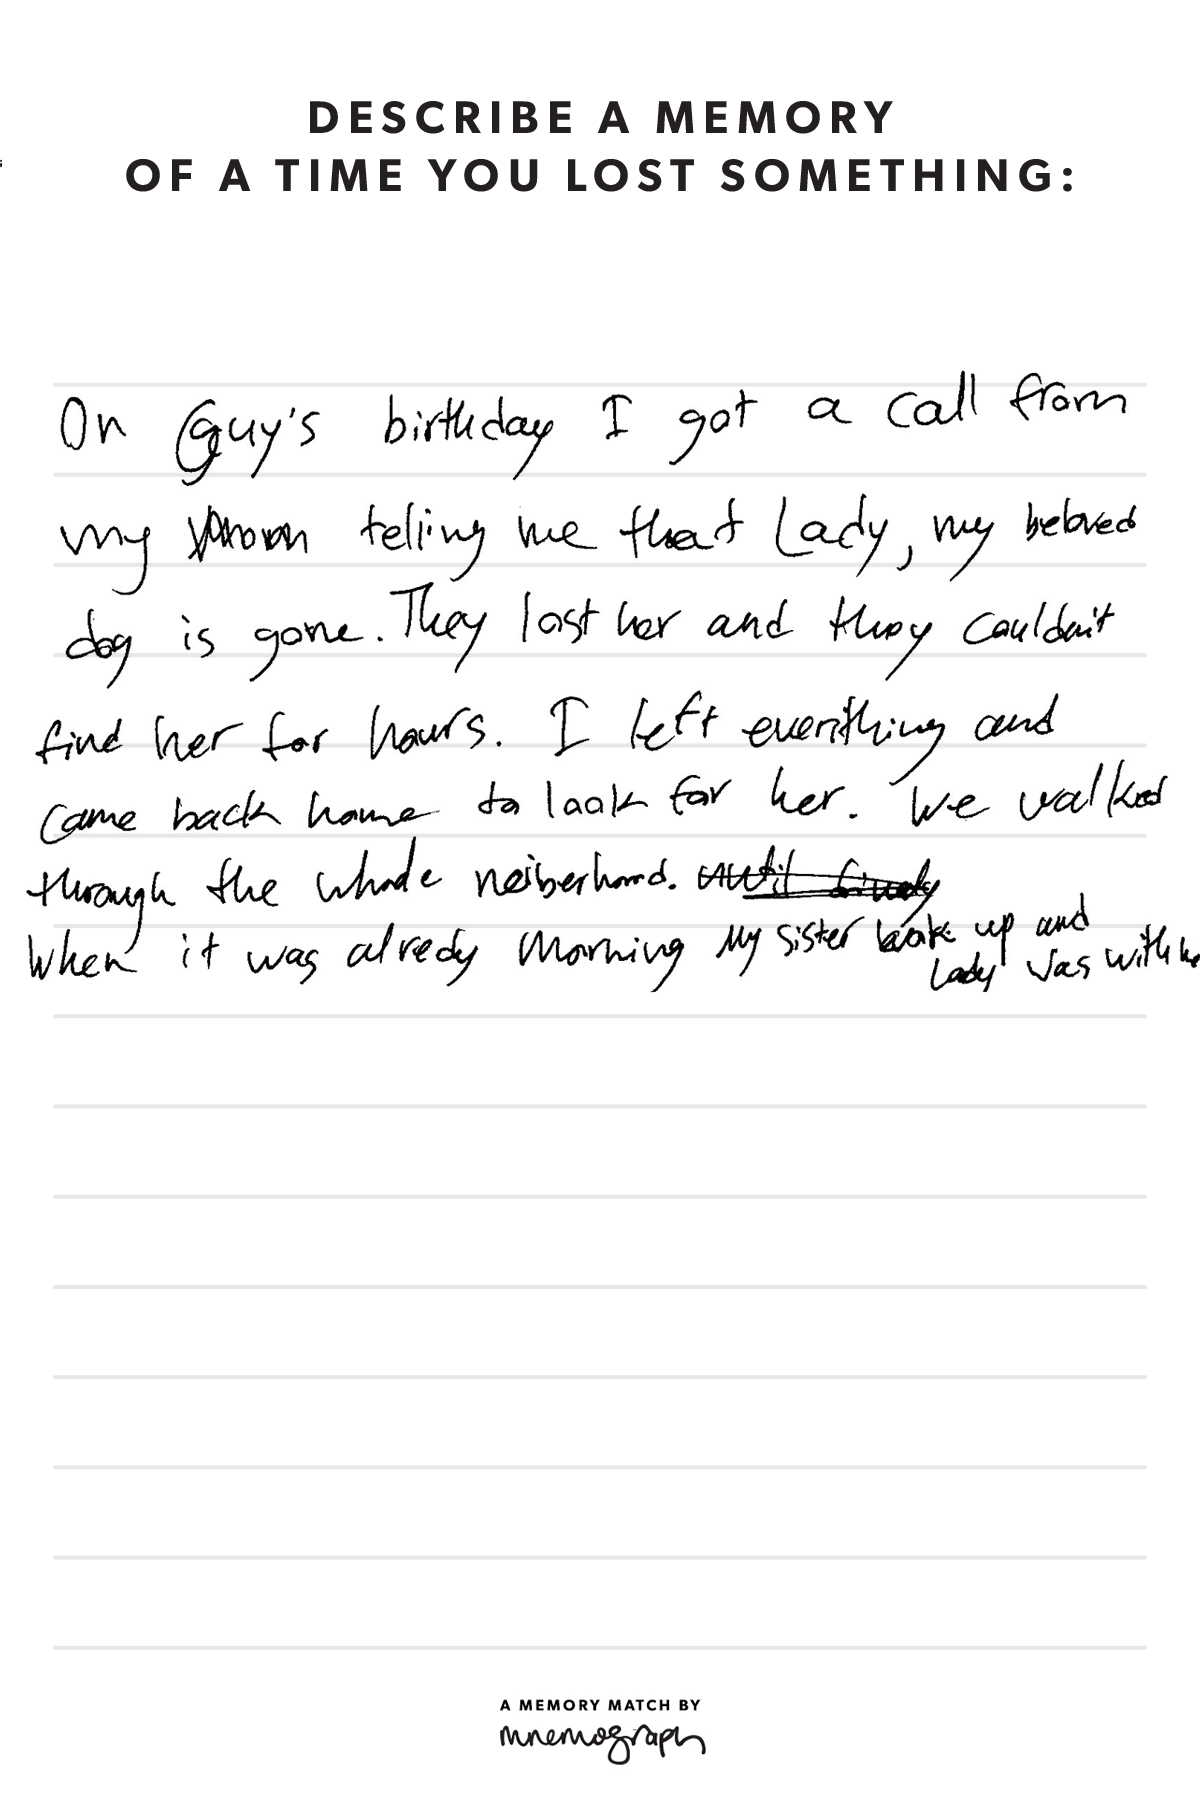 DESCRIBE A MEMORY
OF A TIME YOU LOST SOMETHING:
On Guy's birthday I got a call from
my mom telling me that Lady, my beloved
dog is gone. They lost her and they couldn't
find her for hours. I left everithing and
came back home to look for her. We walked
through the whole neiberhood. until finely
When it was alredy morning My sister woke up and
Lady was with he
A MEMORY MATCH BY
mnemograph